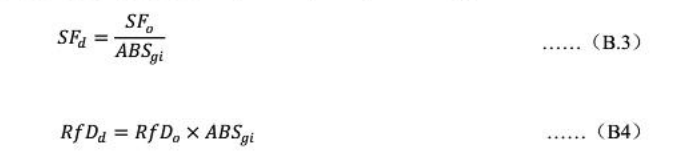 SF_d = SF_o / ABS_gi ……（B.3）
RfD_d = RfD_o × ABS_gi ……（B4）